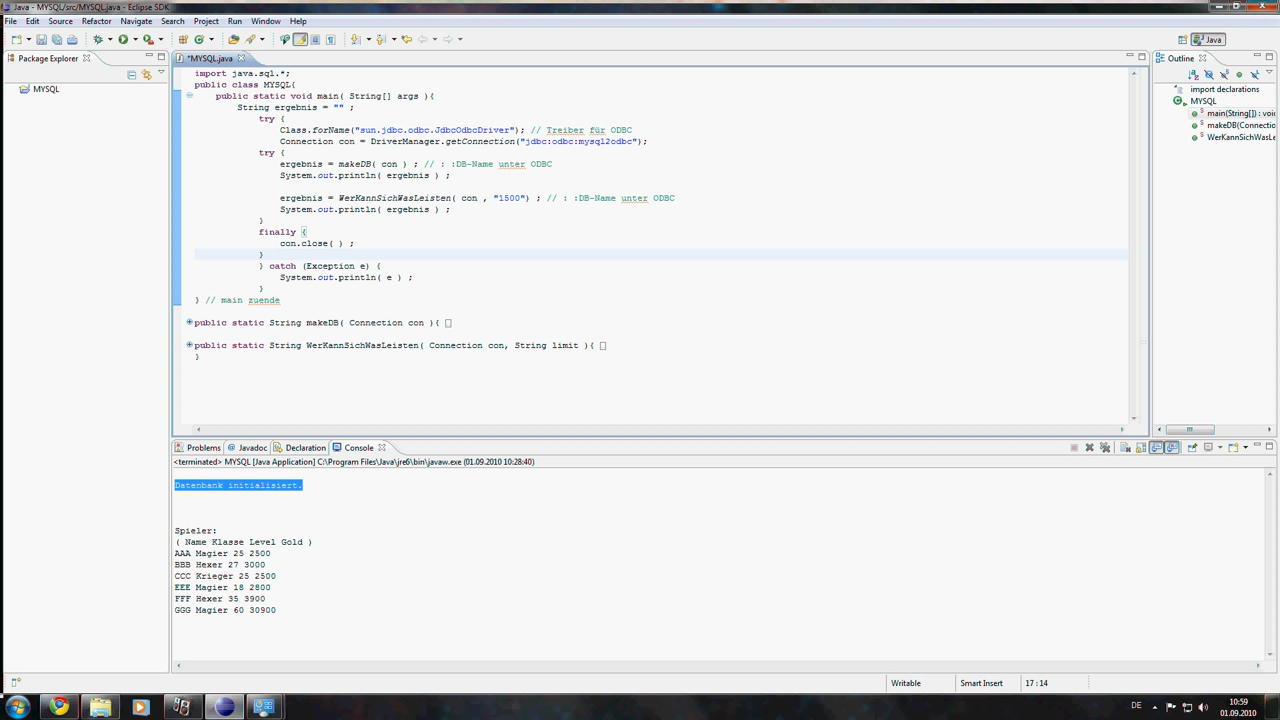 Java - MYSQL/src/MYSQL.java - Eclipse SDK
File Edit Source Refactor Navigate Search Project Run Window Help
Java
Package Explorer
MYSQL
*MYSQL.java
import java.sql.*;
public class MYSQL{
public static void main( String[] args ){
String ergebnis = "" ;
try {
Class.forName("sun.jdbc.odbc.JdbcOdbcDriver"); // Treiber für ODBC
Connection con = DriverManager.getConnection("jdbc:odbc:mysql2odbc");
try {
ergebnis = makeDB( con ) ; // : :DB-Name unter ODBC
System.out.println( ergebnis ) ;
ergebnis = WerKannSichWasLeisten( con , "1500") ; // : :DB-Name unter ODBC
System.out.println( ergebnis ) ;
}
finally {
con.close( ) ;
}
} catch (Exception e) {
System.out.println( e ) ;
}
} // main zuende
public static String makeDB( Connection con ){
public static String WerKannSichWasLeisten( Connection con, String limit ){
}
Outline
import declarations
MYSQL
main(String[]) : void
makeDB(Connectio
WerKannSichWasLe
Problems Javadoc Declaration Console
<terminated> MYSQL [Java Application] C:\Program Files\Java\jre6\bin\javaw.exe (01.09.2010 10:28:40)
Datenbank initialisiert.
Spieler:
( Name Klasse Level Gold )
AAA Magier 25 2500
BBB Hexer 27 3000
CCC Krieger 25 2500
EEE Magier 18 2800
FFF Hexer 35 3900
GGG Magier 60 30900
Writable Smart Insert 17 : 14
DE
10:59
01.09.2010